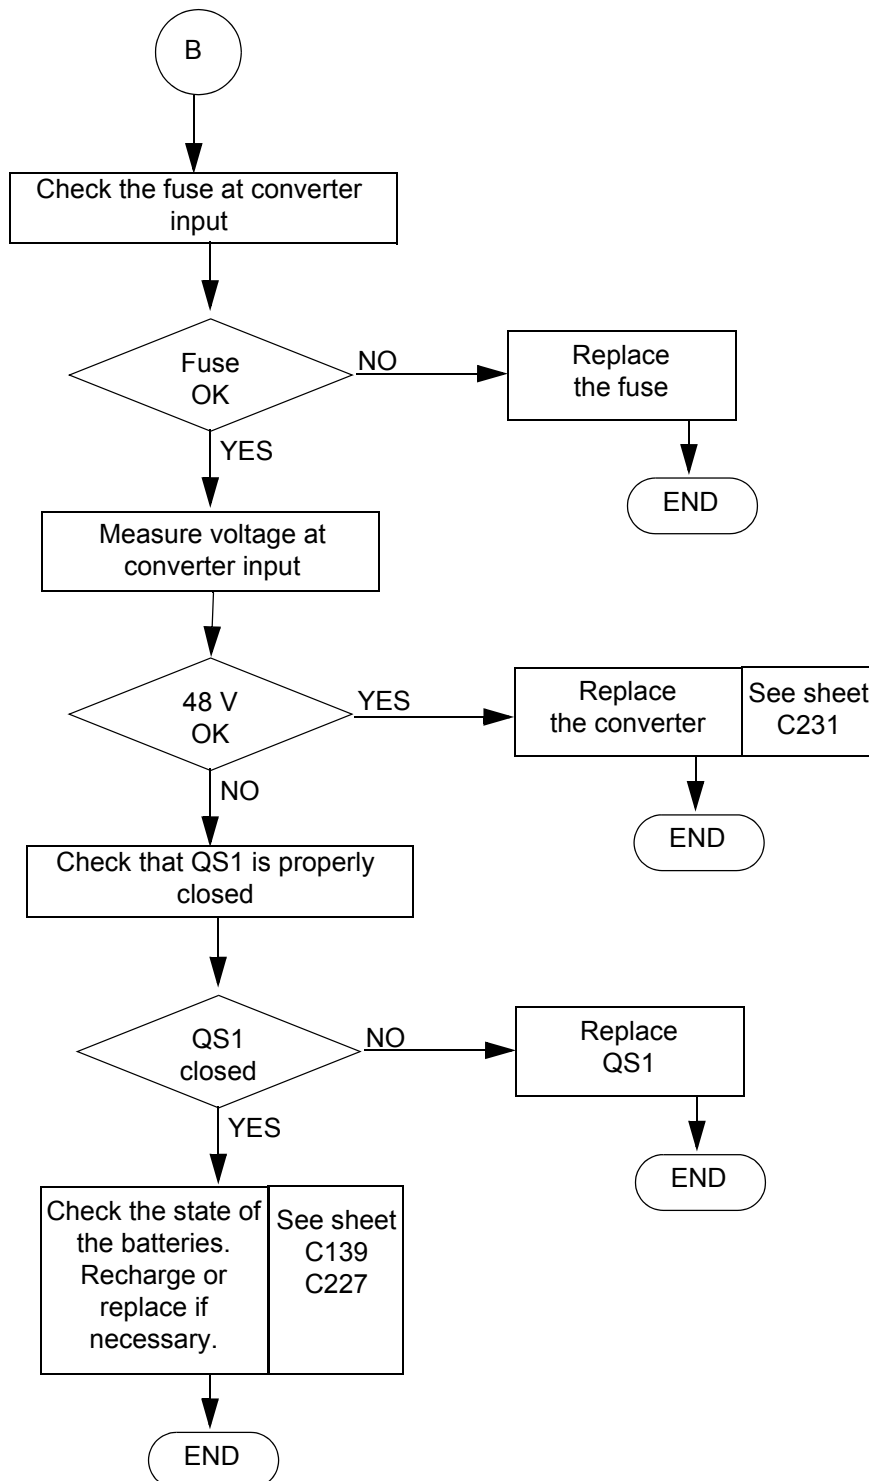 B
Check the fuse at converter
input
Fuse
OK
NO
Replace
the fuse
YES
END
Measure voltage at
converter input
48 V
OK
YES
Replace
the converter
See sheet
C231
NO
END
Check that QS1 is properly
closed
QS1
closed
NO
Replace
QS1
YES
END
Check the state of
the batteries.
Recharge or
replace if
necessary.
See sheet
C139
C227
END